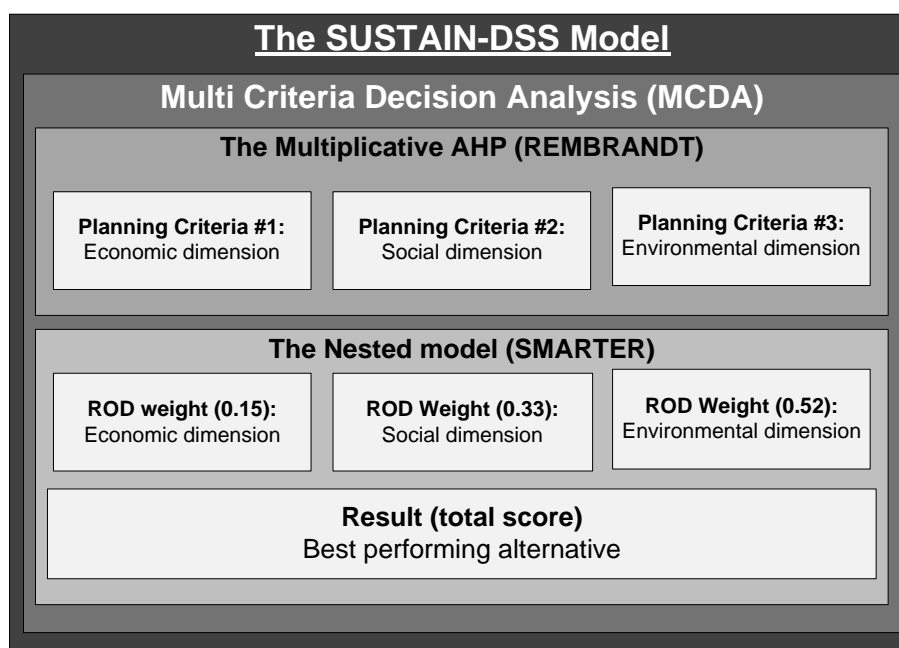 The SUSTAIN-DSS Model
Multi Criteria Decision Analysis (MCDA)
The Multiplicative AHP (REMBRANDT)
Planning Criteria #1:
Economic dimension
Planning Criteria #2:
Social dimension
Planning Criteria #3:
Environmental dimension
The Nested model (SMARTER)
ROD weight (0.15):
Economic dimension
ROD Weight (0.33):
Social dimension
ROD Weight (0.52):
Environmental dimension
Result (total score)
Best performing alternative